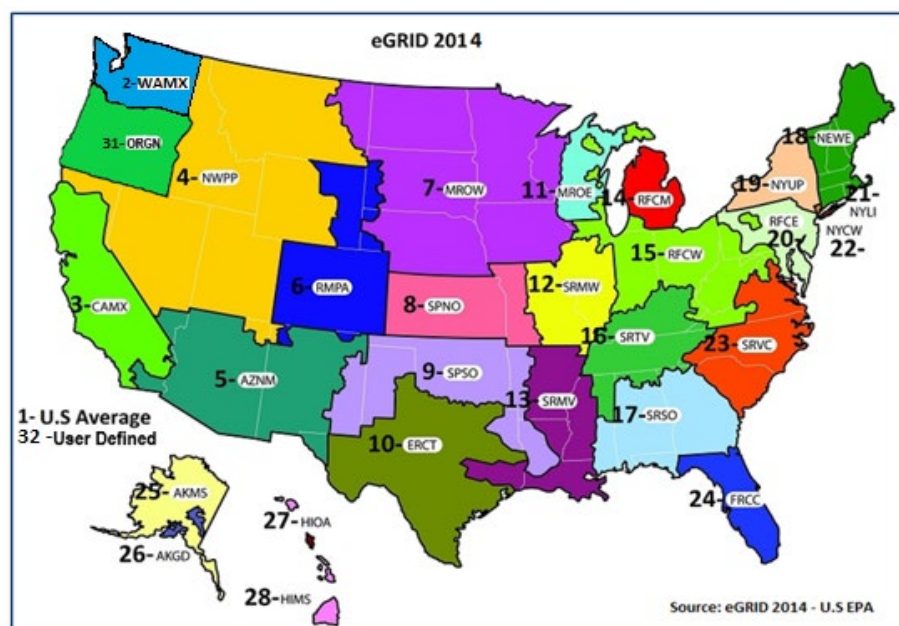 eGRID 2014
2-WAMX
31-ORGN
4- NWPP
7- MROW
11- MROE
14- RFCM
18- NEWE
19- NYUP
21-
NYLI
RFCE
20-
NYCW
22-
15- RFCW
3- CAMX
6- RMPA
8- SPNO
12- SRMW
16- SRTV
23- SRVC
5- AZNM
9- SPSO
13- SRMV
17- SRSO
1- U.S Average
32 -User Defined
10- ERCT
24- FRCC
25- AKMS
26- AKGD
27- HIOA
28- HIMS
Source: eGRID 2014 - U.S EPA